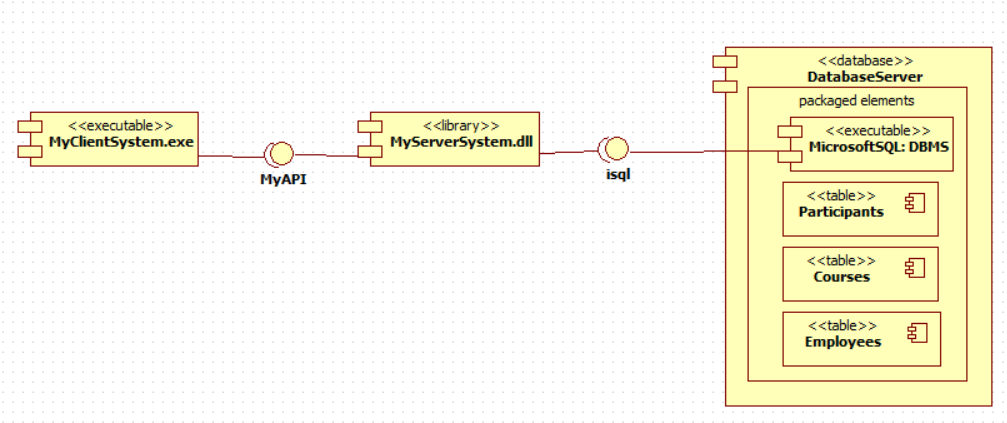 <<executable>>
MyClientSystem.exe
MyAPI
<<library>>
MyServerSystem.dll
isql
<<database>>
DatabaseServer
packaged elements
<<executable>>
MicrosoftSQL: DBMS
<<table>>
Participants
<<table>>
Courses
<<table>>
Employees